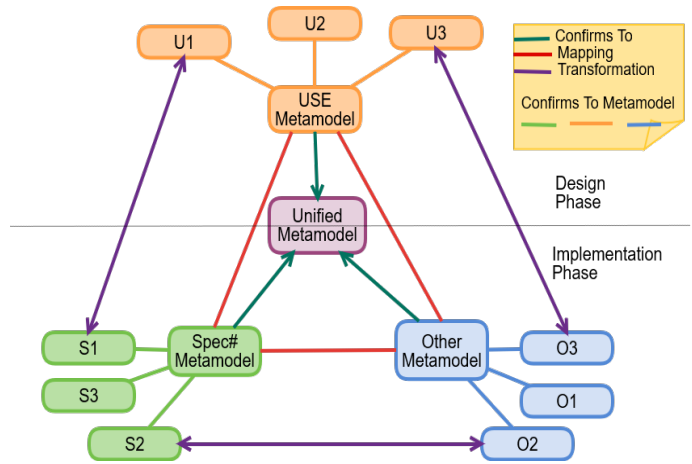 U1
U2
U3
Confirms To
Mapping
Transformation
Confirms To Metamodel
USE
Metamodel
Design
Phase
Unified
Metamodel
Implementation
Phase
S1
Spec#
Metamodel
Other
Metamodel
O3
S3
O1
S2
O2